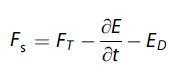 F_s = F_T − ∂E/∂t − E_D